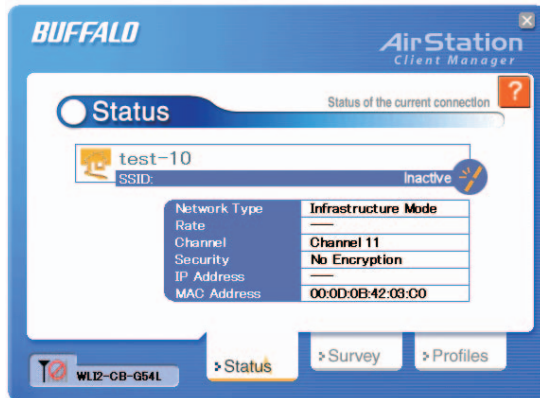 BUFFALO
AirStation
Client Manager
Status
Status of the current connection
?
test-10
SSID:
Inactive
Network Type Infrastructure Mode
Rate —
Channel Channel 11
Security No Encryption
IP Address —
MAC Address 00:0D:0B:42:03:C0
WLI2-CB-G54L
Status
Survey
Profiles